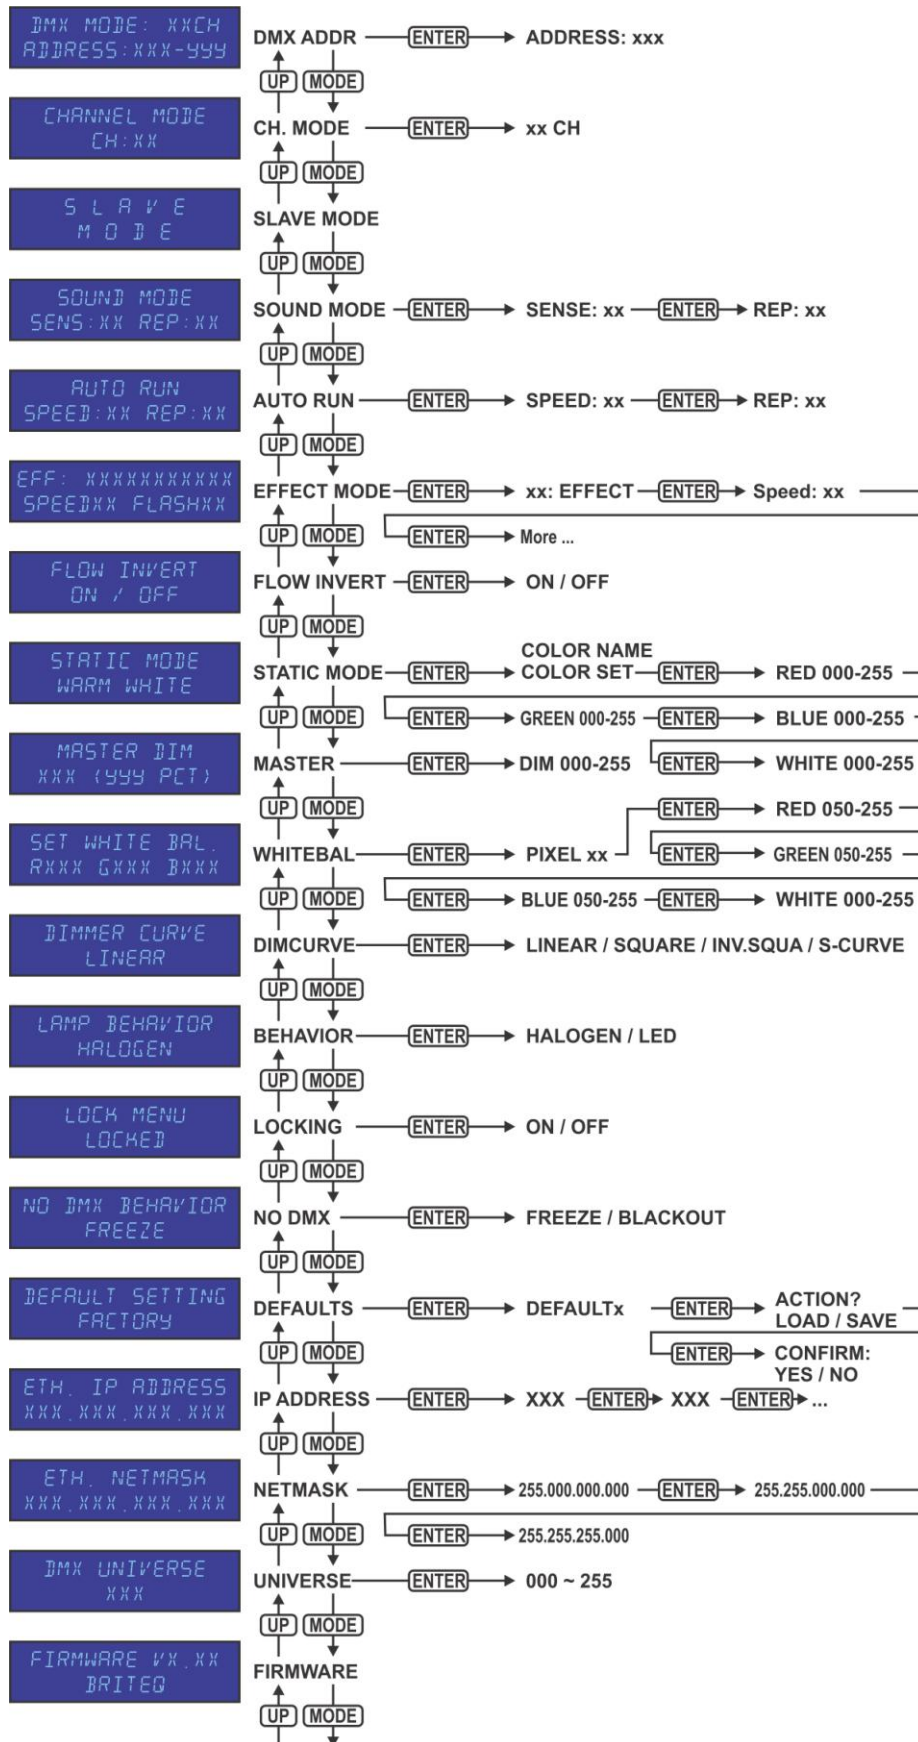 DMX MODE: XXCH
ADDRESS:XXX-YYY
DMX ADDR ENTER ADDRESS: xxx
UP MODE
CHANNEL MODE
CH:XX
CH. MODE ENTER xx CH
UP MODE
SLAVE
MODE
SLAVE MODE
UP MODE
SOUND MODE
SENS:XX REP:XX
SOUND MODE ENTER SENSE: xx ENTER REP: xx
UP MODE
AUTO RUN
SPEED:XX REP:XX
AUTO RUN ENTER SPEED: xx ENTER REP: xx
UP MODE
EFF: XXXXXXXXXXX
SPEEDXX FLASHXX
EFFECT MODE ENTER xx: EFFECT ENTER Speed: xx
UP MODE ENTER More ...
FLOW INVERT
ON / OFF
FLOW INVERT ENTER ON / OFF
UP MODE
STATIC MODE
WARM WHITE
COLOR NAME
STATIC MODE ENTER COLOR SET ENTER RED 000-255
UP MODE ENTER GREEN 000-255 ENTER BLUE 000-255
MASTER DIM
XXX (YYY PCT)
MASTER ENTER DIM 000-255 ENTER WHITE 000-255
UP MODE ENTER RED 050-255
SET WHITE BAL.
RXXX GXXX BXXX
WHITEBAL ENTER PIXEL xx ENTER GREEN 050-255
UP MODE ENTER BLUE 050-255 ENTER WHITE 000-255
DIMMER CURVE
LINEAR
DIMCURVE ENTER LINEAR / SQUARE / INV.SQUA / S-CURVE
UP MODE
LAMP BEHAVIOR
HALOGEN
BEHAVIOR ENTER HALOGEN / LED
UP MODE
LOCK MENU
LOCKED
LOCKING ENTER ON / OFF
UP MODE
NO DMX BEHAVIOR
FREEZE
NO DMX ENTER FREEZE / BLACKOUT
UP MODE
DEFAULT SETTING
FACTORY
DEFAULTS ENTER DEFAULTx ENTER ACTION?
LOAD / SAVE
UP MODE ENTER CONFIRM:
YES / NO
ETH. IP ADDRESS
XXX.XXX.XXX.XXX
IP ADDRESS ENTER XXX ENTER XXX ENTER ...
UP MODE
ETH. NETMASK
XXX.XXX.XXX.XXX
NETMASK ENTER 255.000.000.000 ENTER 255.255.000.000
UP MODE ENTER 255.255.255.000
DMX UNIVERSE
XXX
UNIVERSE ENTER 000 ~ 255
UP MODE
FIRMWARE VX.XX
BRITEQ
FIRMWARE
UP MODE